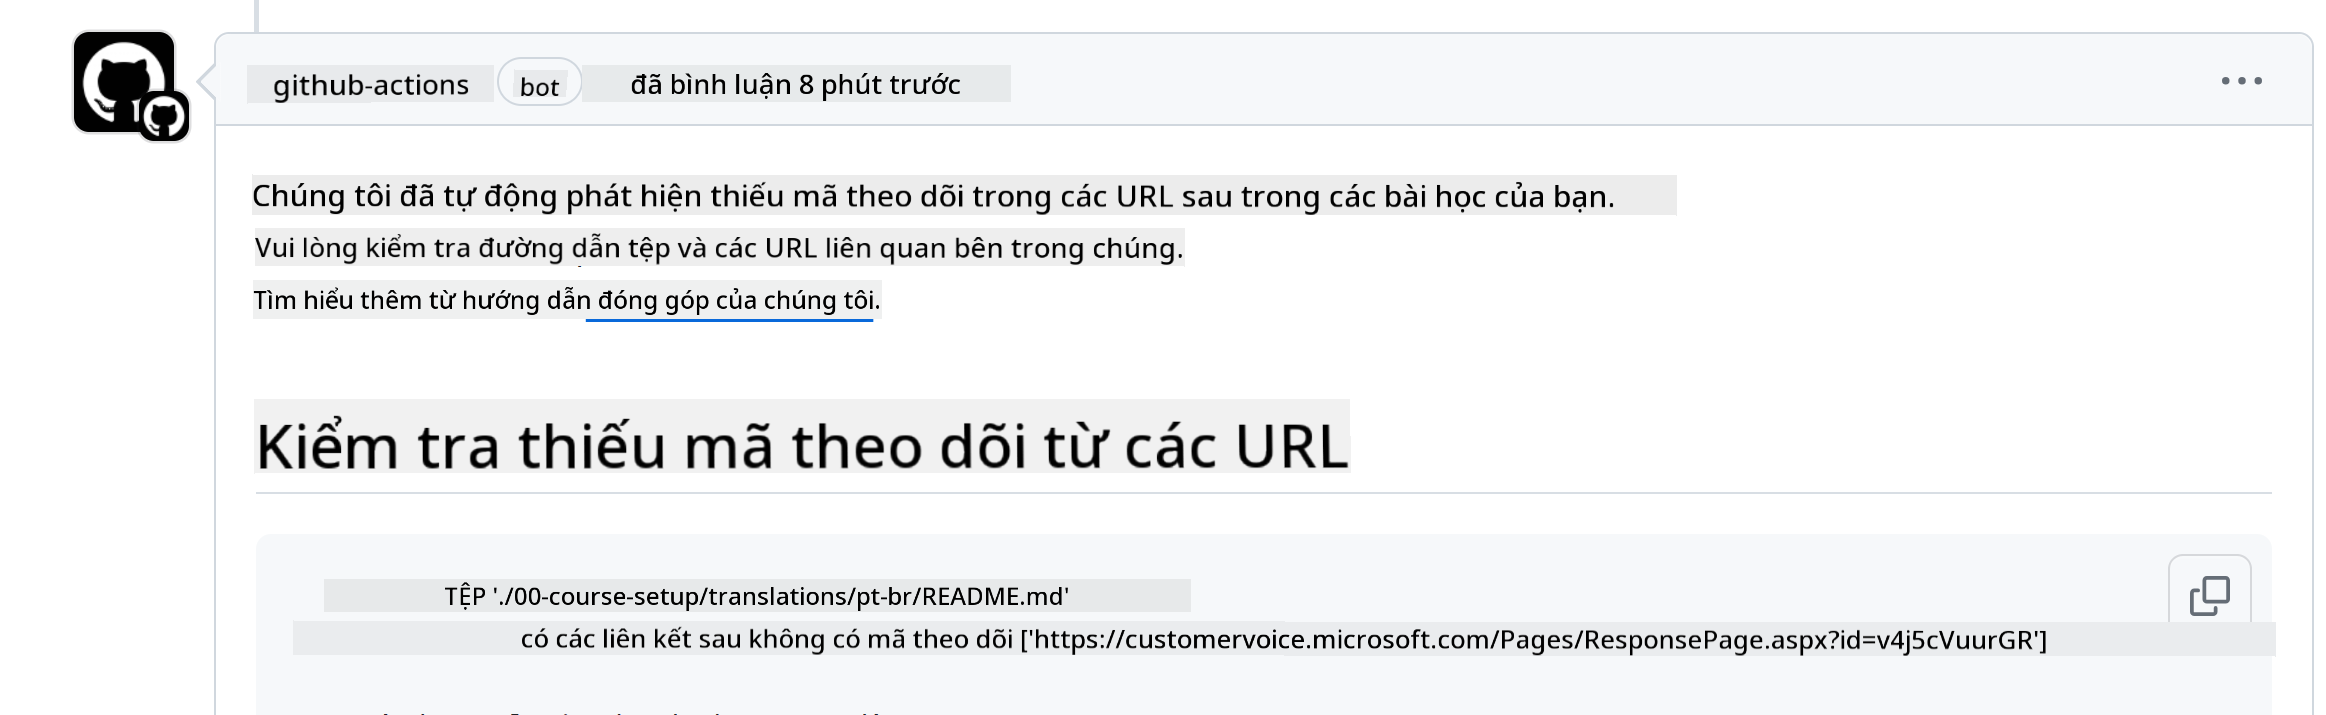 github-actions bot đã bình luận 8 phút trước
Chúng tôi đã tự động phát hiện thiếu mã theo dõi trong các URL sau trong các bài học của bạn.
Vui lòng kiểm tra đường dẫn tệp và các URL liên quan bên trong chúng.
Tìm hiểu thêm từ hướng dẫn đóng góp của chúng tôi.
Kiểm tra thiếu mã theo dõi từ các URL
TỆP './00-course-setup/translations/pt-br/README.md'
có các liên kết sau không có mã theo dõi ['https://customervoice.microsoft.com/Pages/ResponsePage.aspx?id=v4j5cVuurGR']